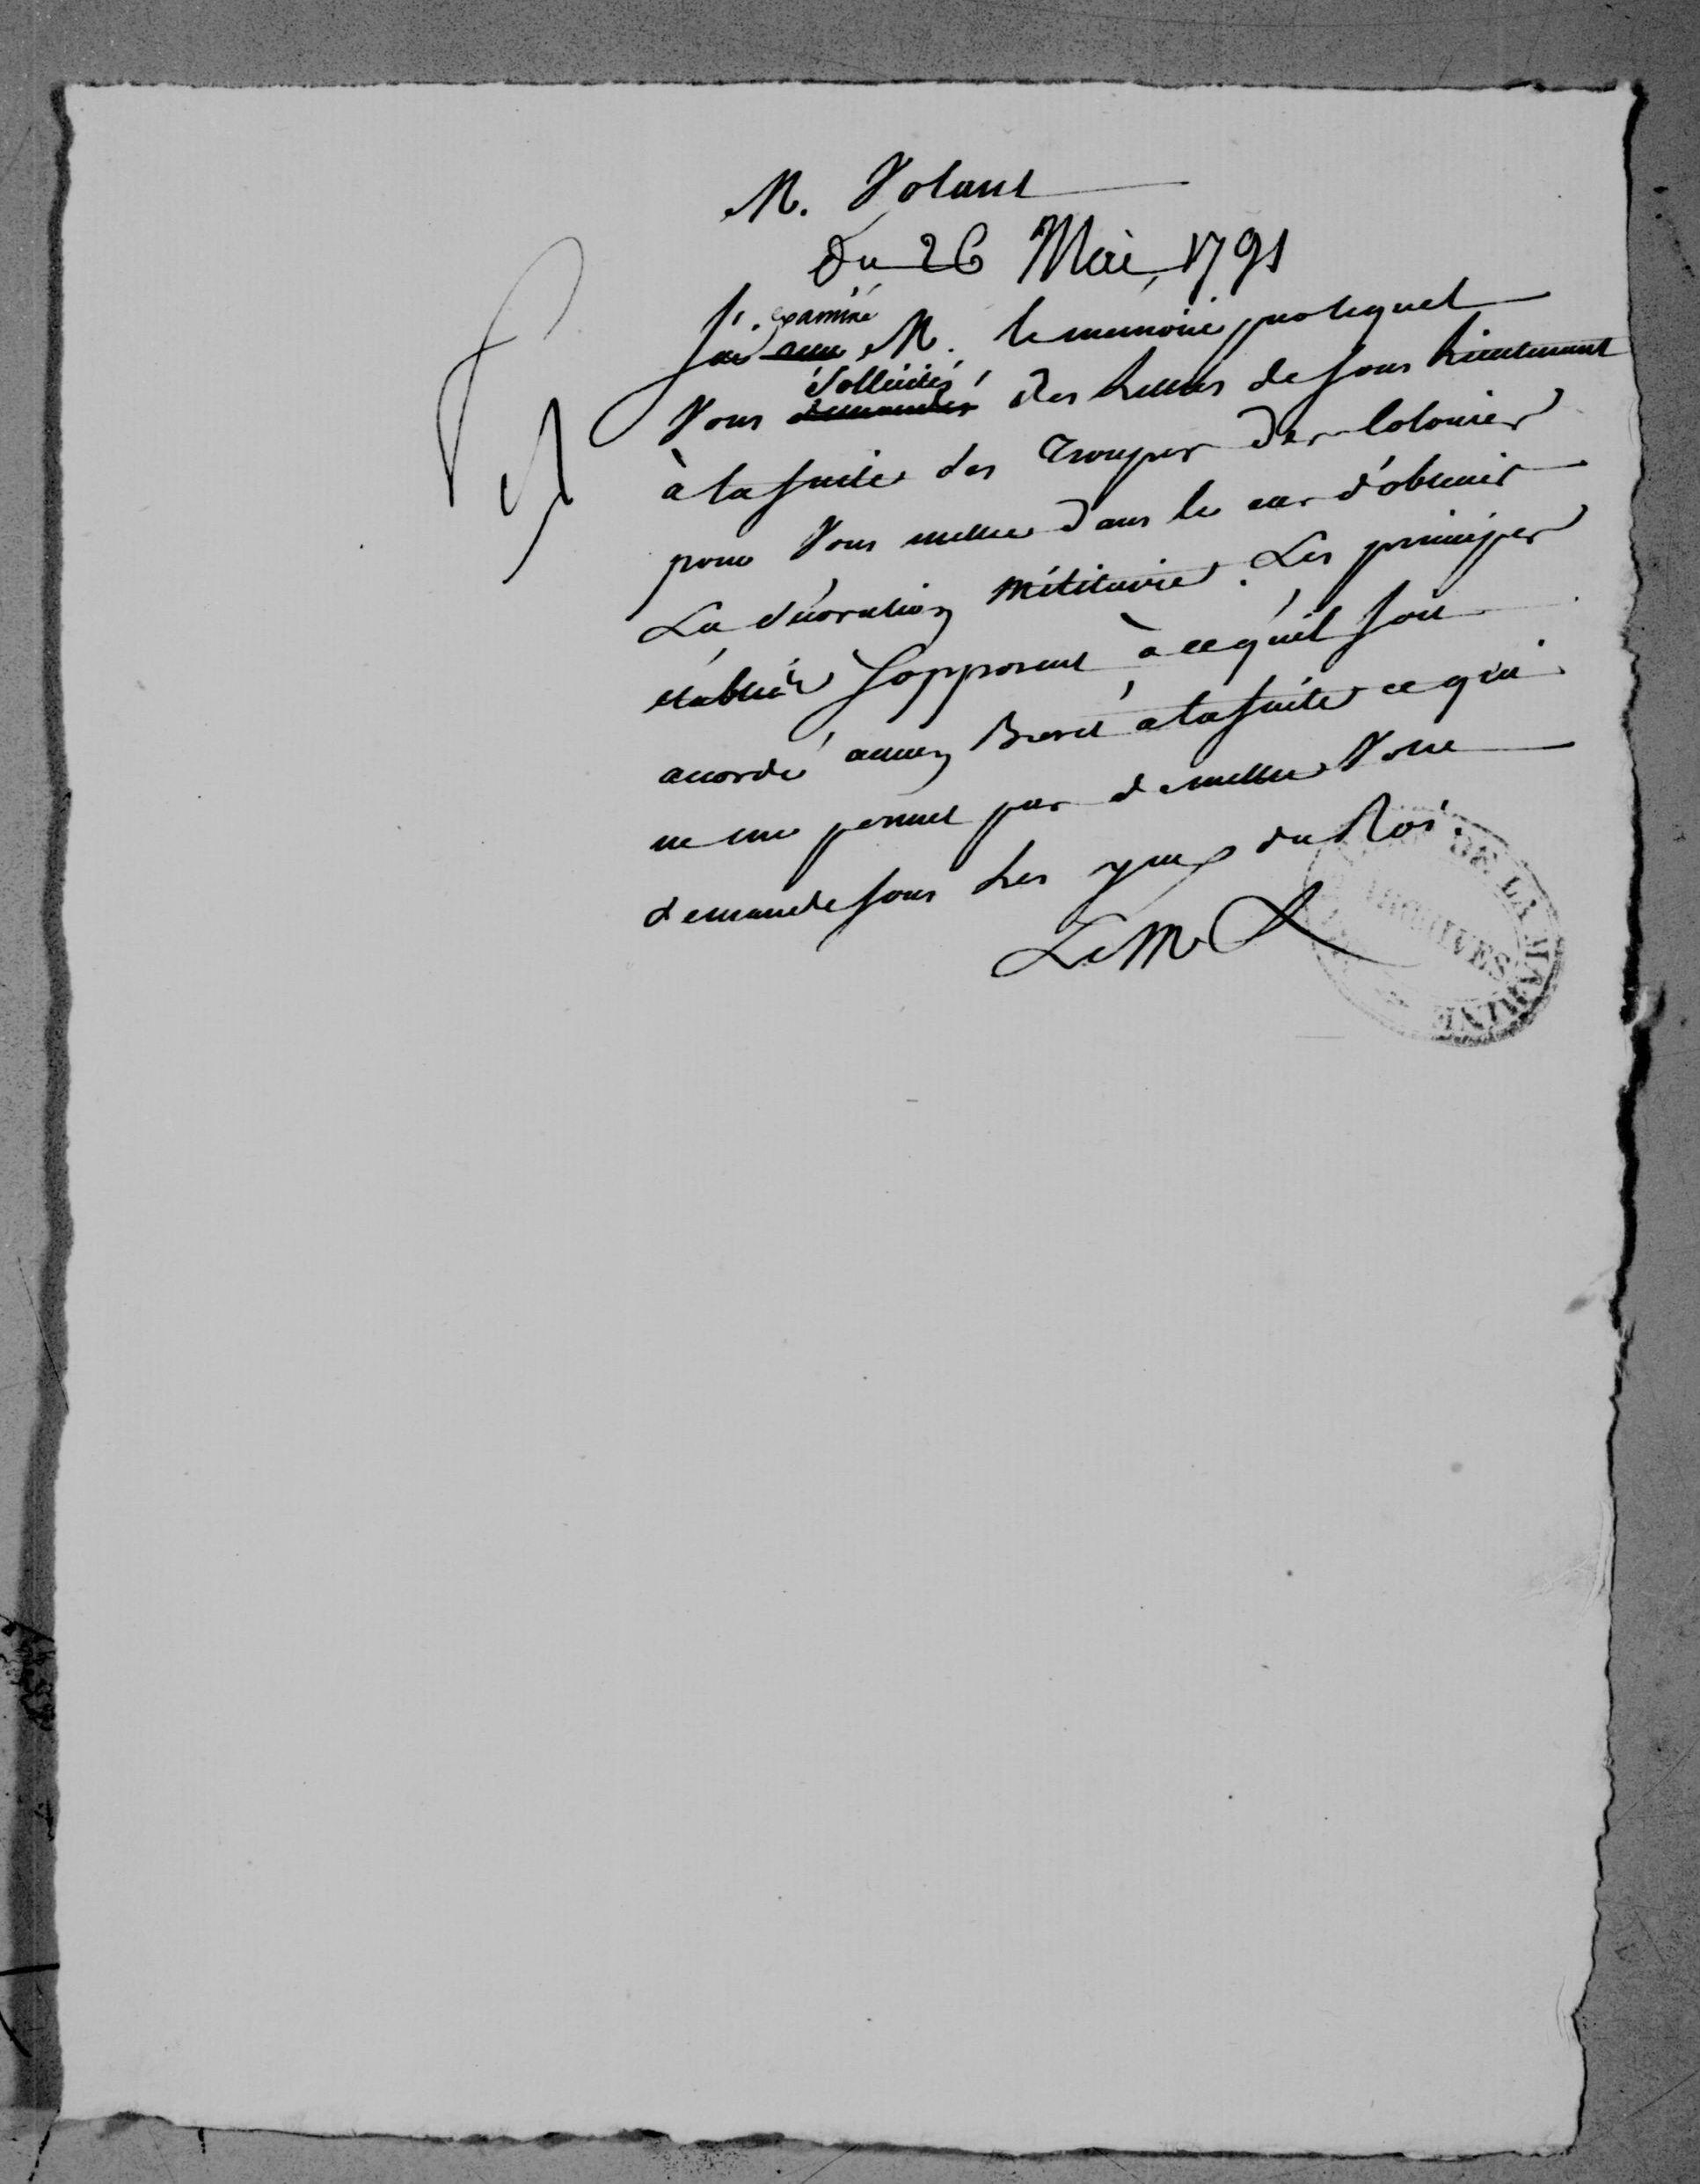 M. Volant
Du 26 Mai 1791
J'ai examiné M. le memoire par lequel
Vous sollicités des Lettres de sous Lieutenant
à la suite des Troupes des Colonies
pour Vous mettre dans le cas d'obtenir
La décoration Militaire. Les principes
établis s'opposent à ce qu'il soit
accordé aucun Brevet à la suite ce qui
ne me permet pas de mettre Votre
demande sous Les yeux du Roi.
DE LA MARINE
ARCHIVES